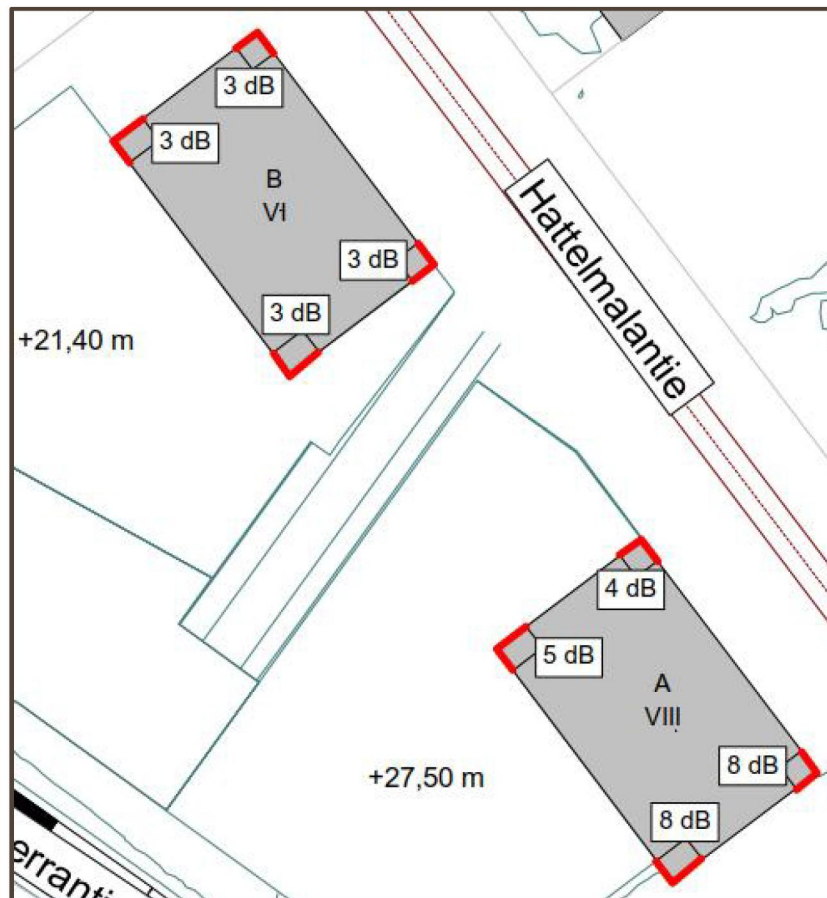 3 dB
3 dB
B
VI
3 dB
3 dB
Hattelmalantie
+21,40 m
4 dB
5 dB
A
VIII
8 dB
+27,50 m
8 dB
erranti